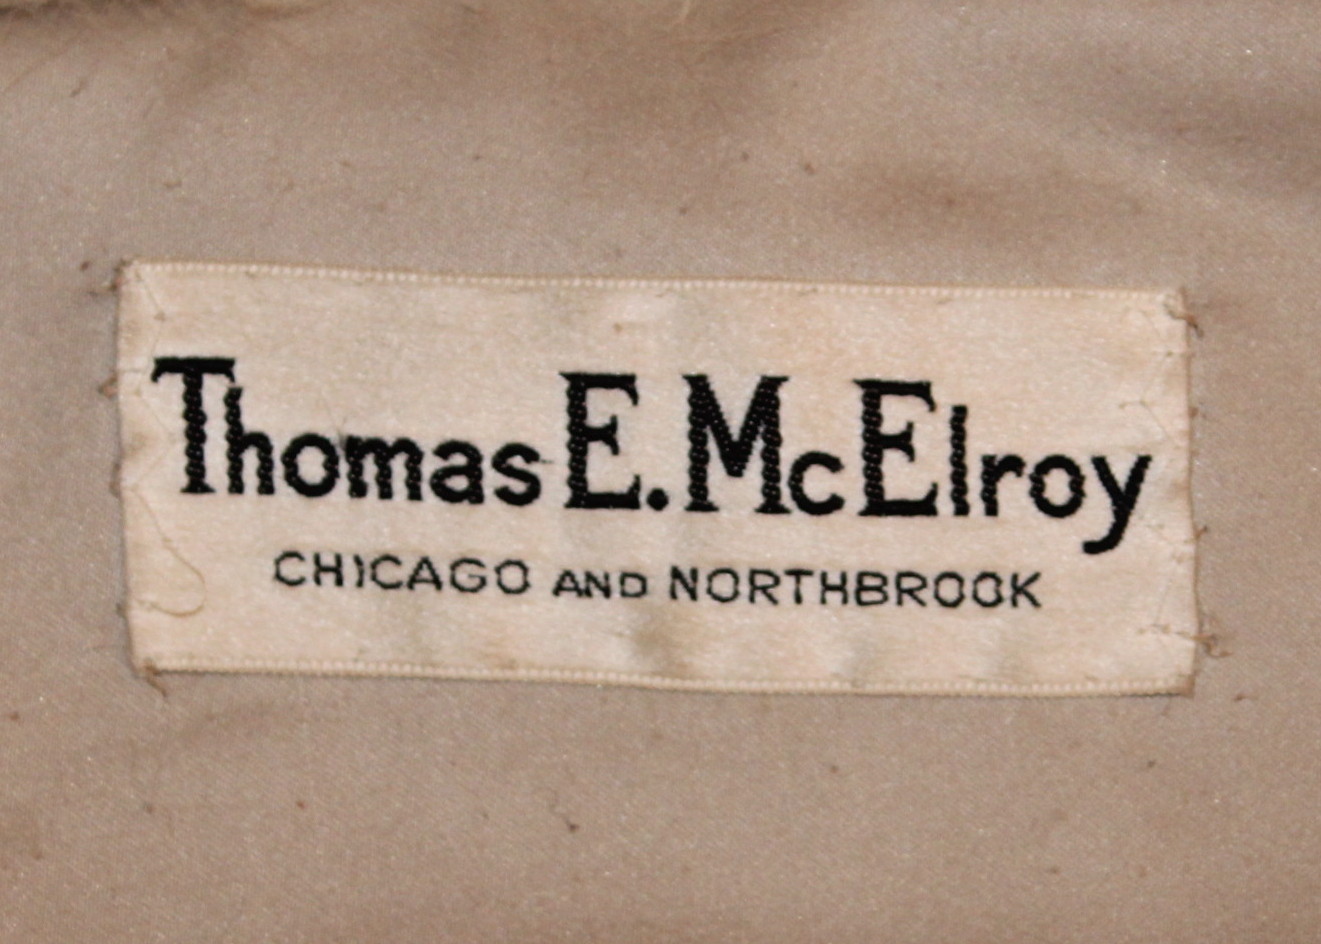 Thomas E. McElroy
CHICAGO AND NORTHBROOK